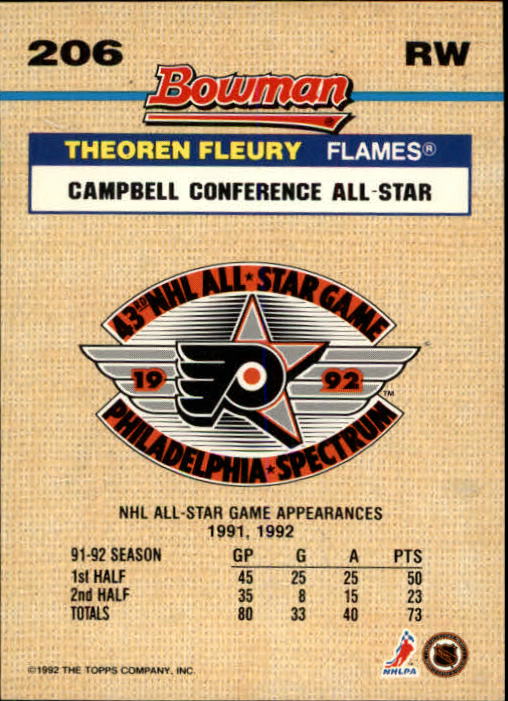 206 RW
Bowman®
THEOREN FLEURY FLAMES®
CAMPBELL CONFERENCE ALL-STAR
43RD NHL ALL★STAR GAME
19 92
TM
PHILADELPHIA★SPECTRUM
NHL ALL-STAR GAME APPEARANCES
1991, 1992
91-92 SEASON GP G A PTS
1st HALF 45 25 25 50
2nd HALF 35 8 15 23
TOTALS 80 33 40 73
NHLPA
©1992 THE TOPPS COMPANY, INC.